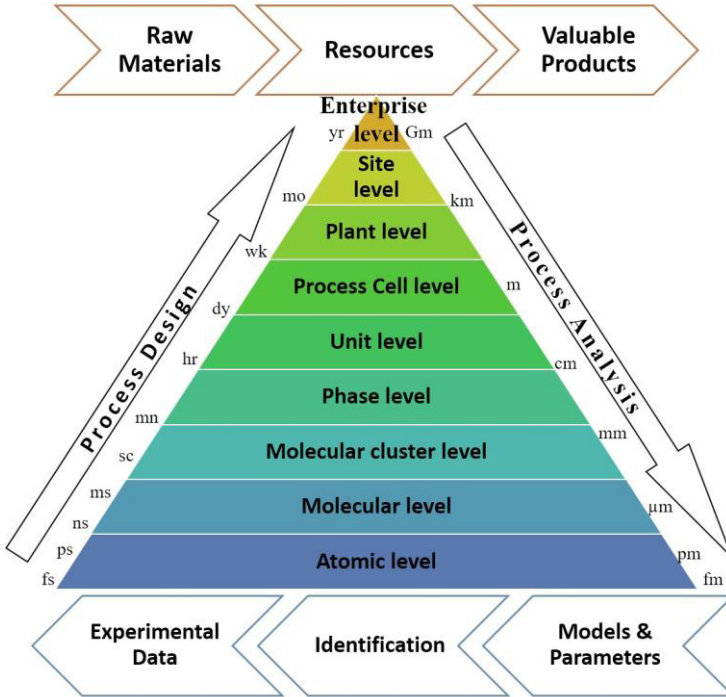 Raw
Materials
Resources
Valuable
Products
Enterprise
level
yr
Gm
Site
level
mo
km
Plant level
wk
Process Cell level
m
dy
Unit level
hr
cm
Phase level
mn
mm
Molecular cluster level
sc
ms
Molecular level
µm
ns
ps
Atomic level
pm
fs
fm
Process Design
Process Analysis
Experimental
Data
Identification
Models &
Parameters